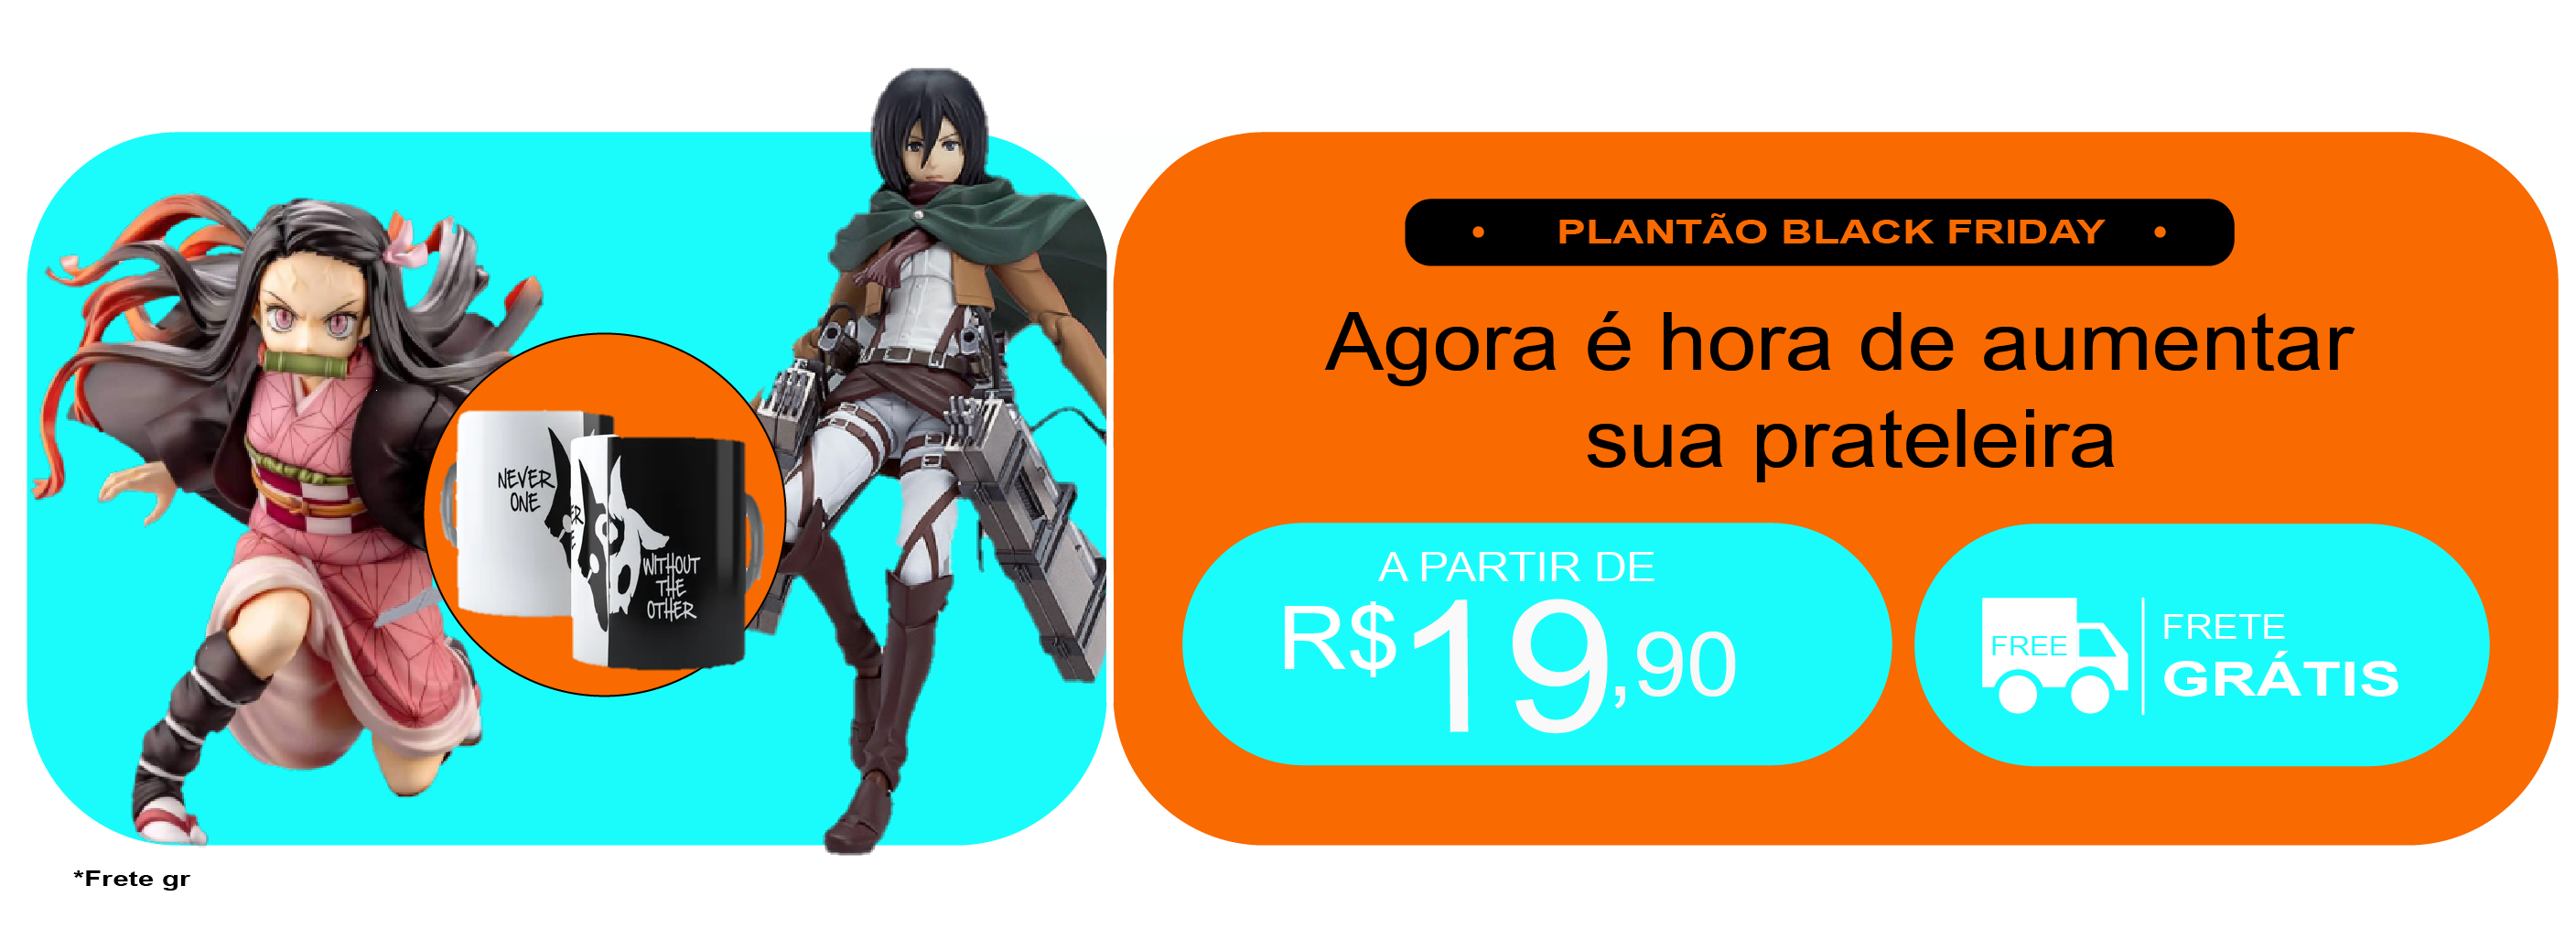 NEVER
ONE
ER
WITHOUT
THE
OTHER
• PLANTÃO BLACK FRIDAY •
Agora é hora de aumentar
sua prateleira
A PARTIR DE
R$19,90
FREE
FRETE
GRÁTIS
*Frete gr